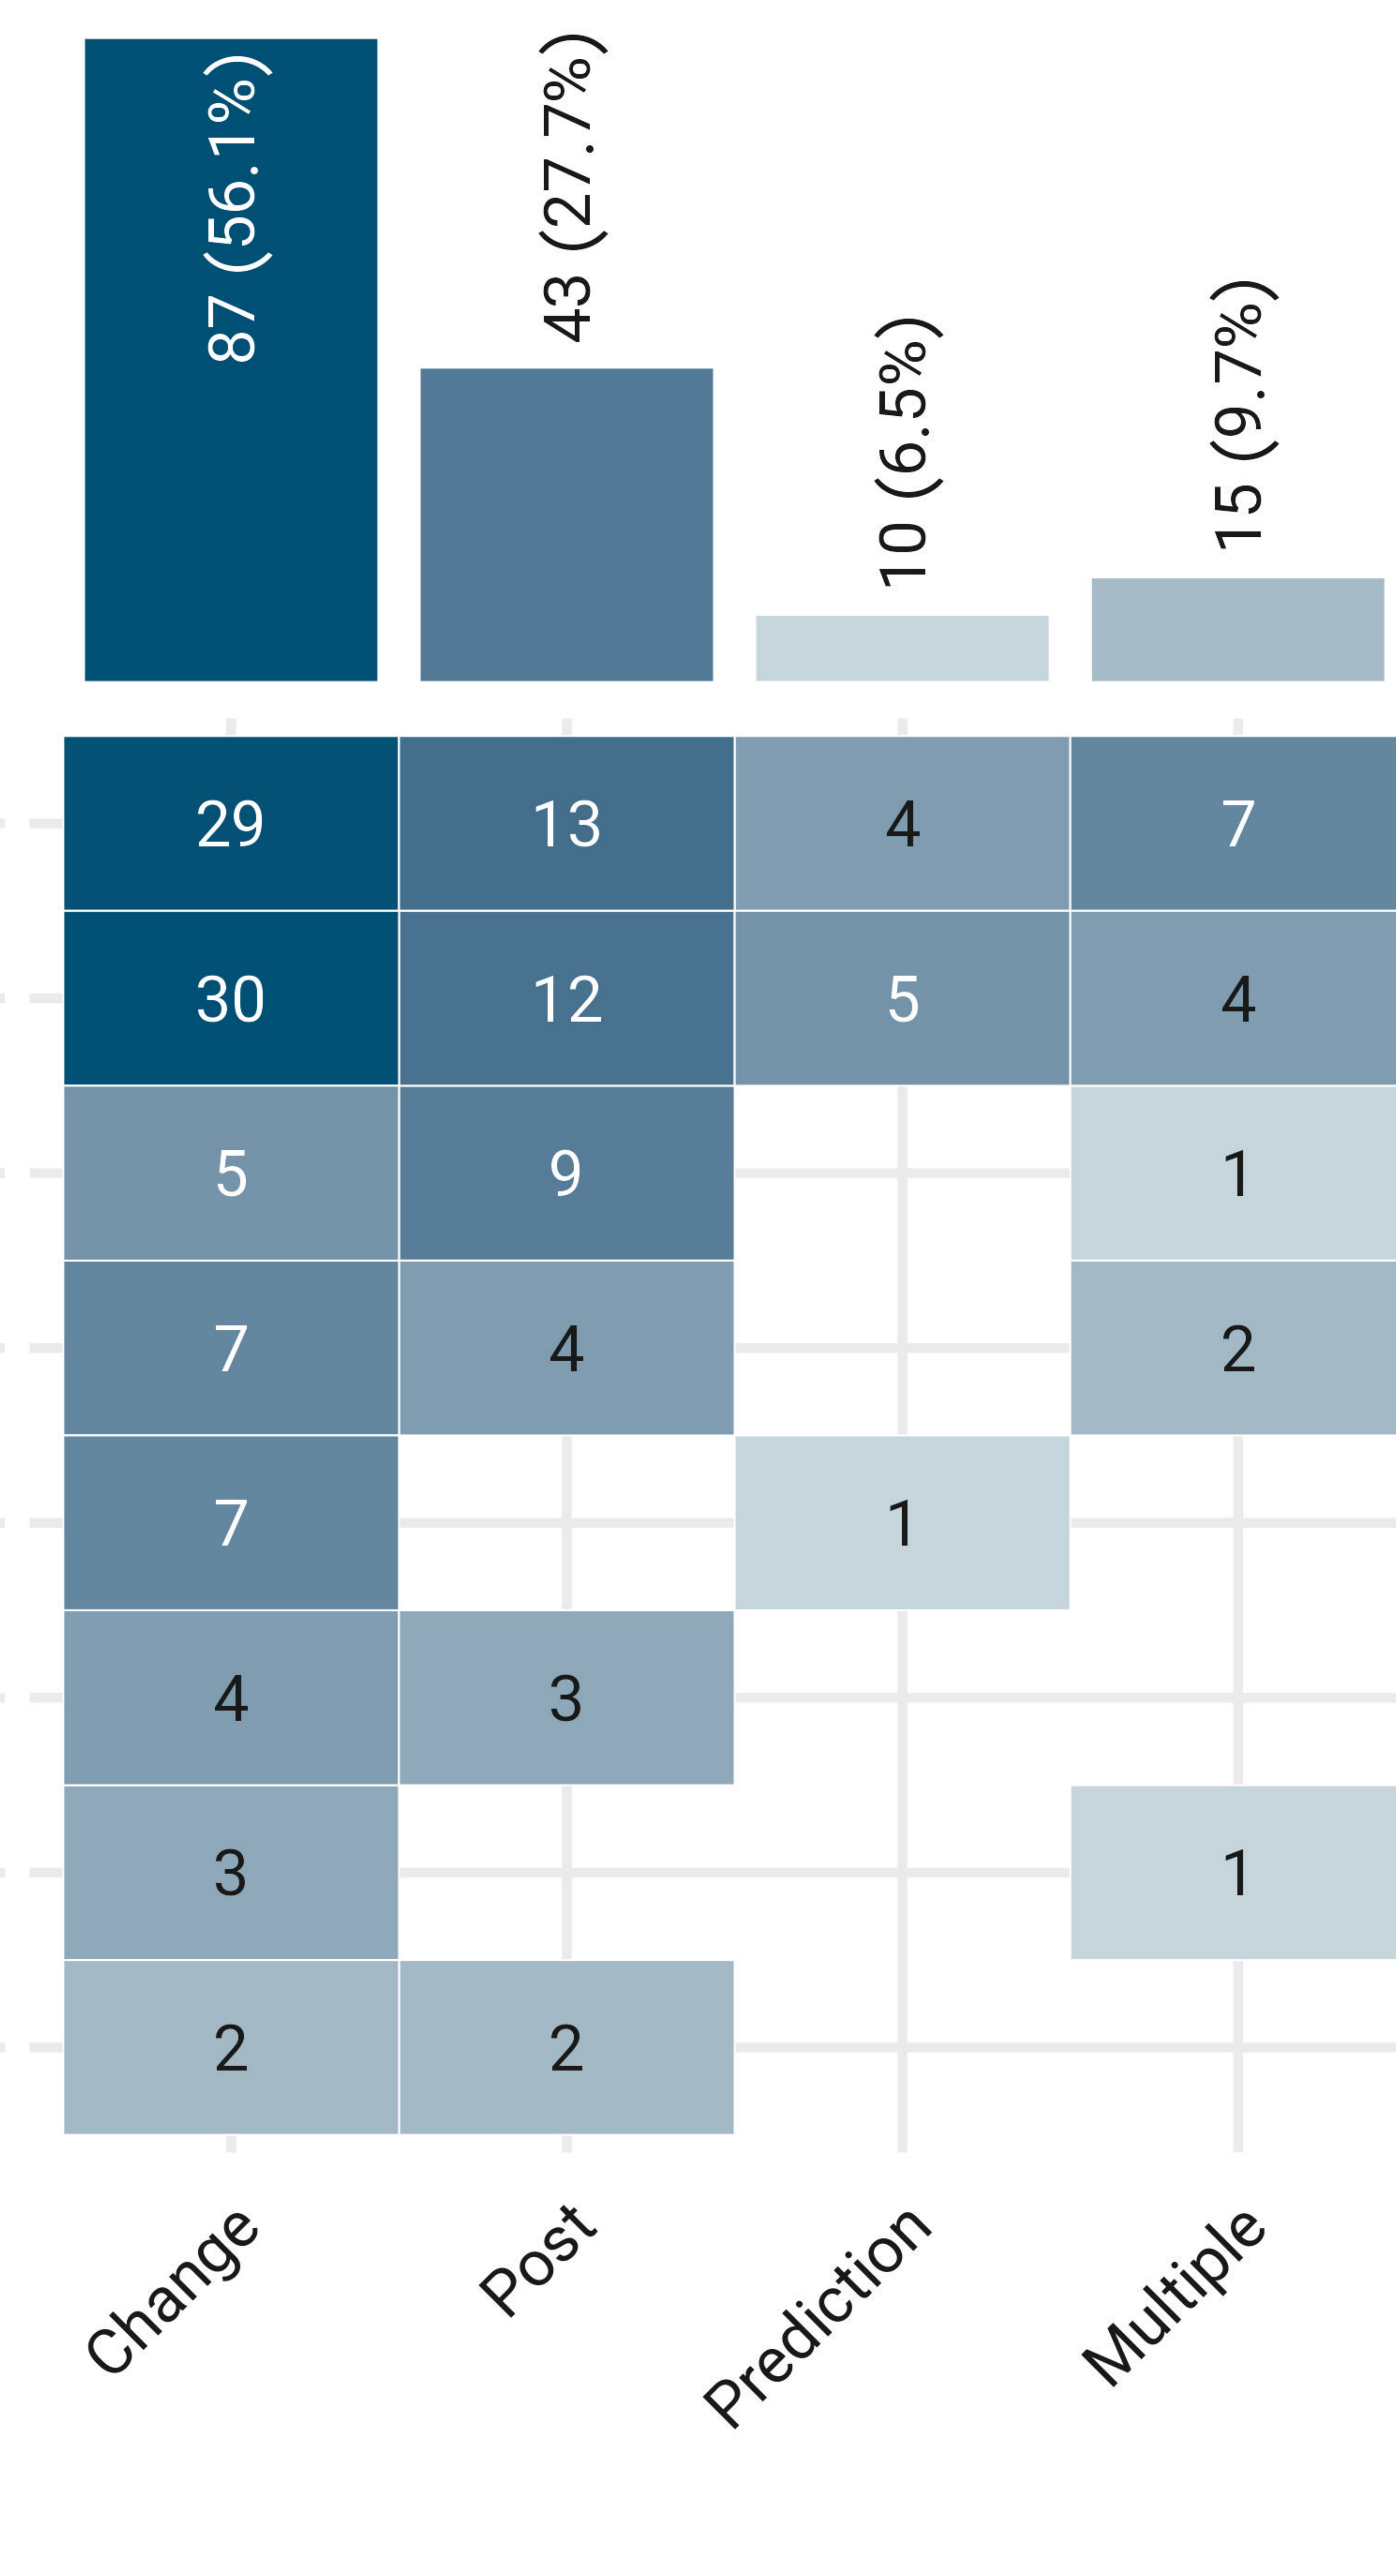 87 (56.1%)
43 (27.7%)
10 (6.5%)
15 (9.7%)
29 13 4 7
30 12 5 4
5 9 1
7 4 2
7 1
4 3
3 1
2 2
Change
Post
Prediction
Multiple